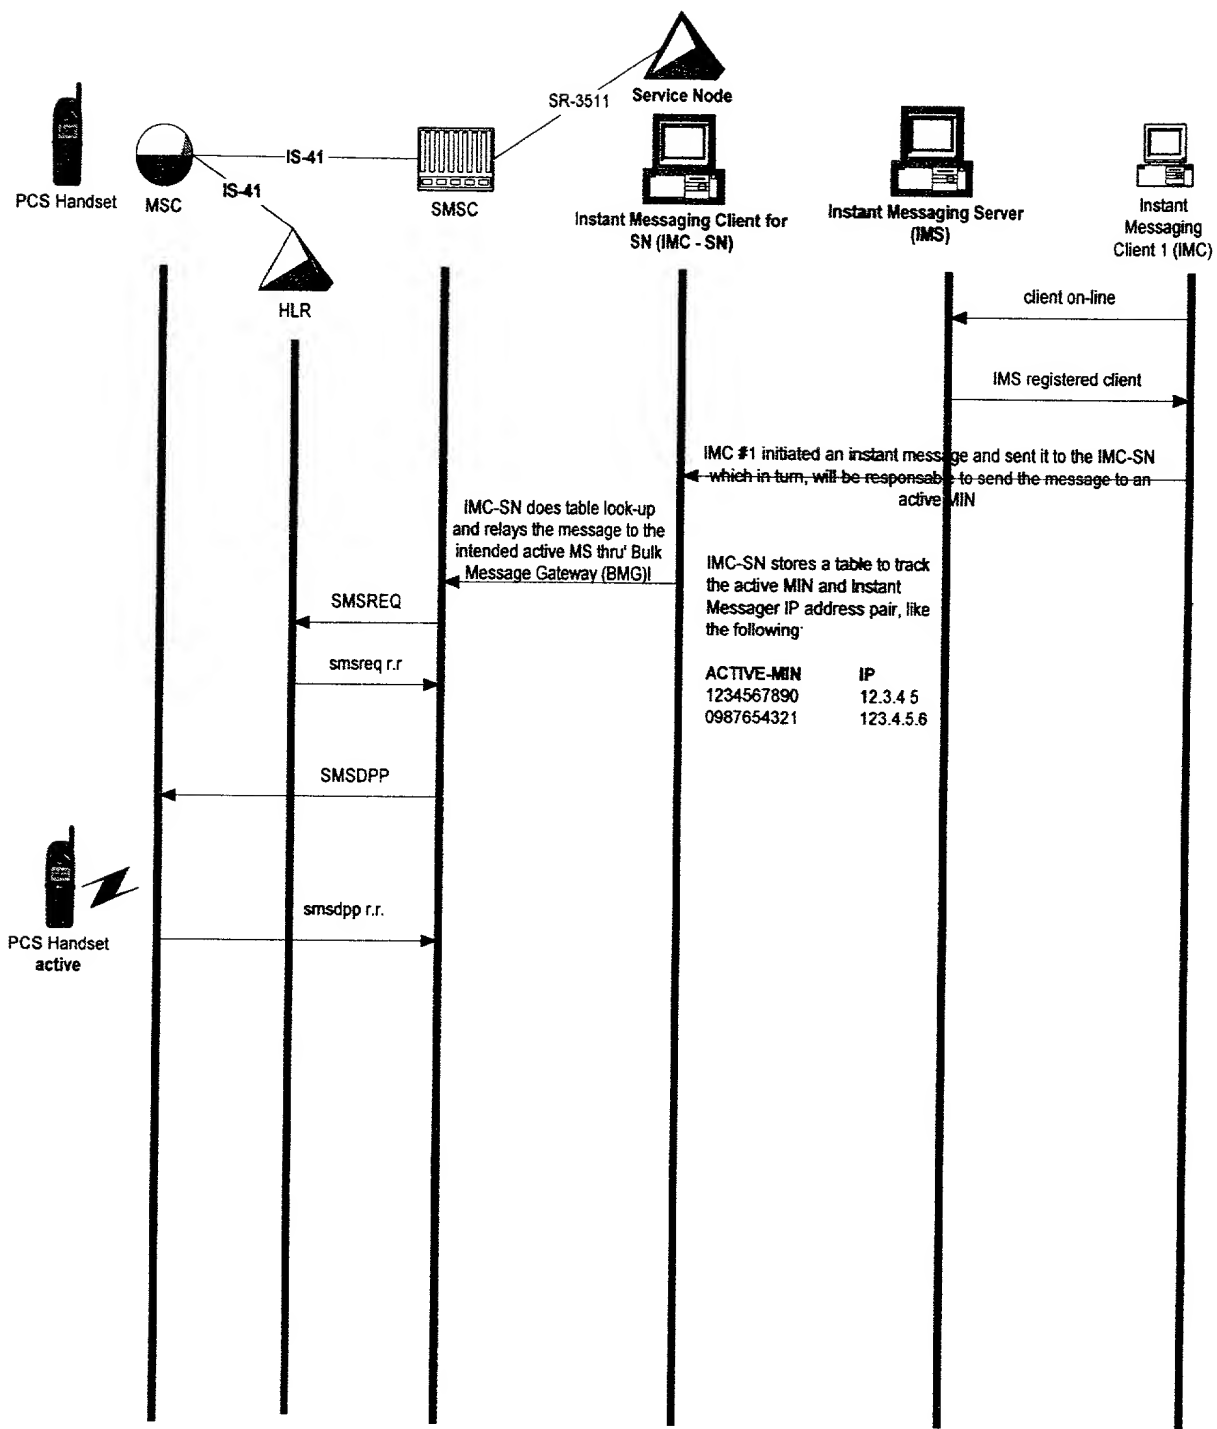 SR-3511
Service Node
IS-41
IS-41
PCS Handset
MSC
SMSC
HLR
Instant Messaging Client for
SN (IMC - SN)
Instant Messaging Server
(IMS)
Instant
Messaging
Client 1 (IMC)
client on-line
IMS registered client
IMC #1 initiated an instant message and sent it to the IMC-SN
which in turn, will be responsable to send the message to an
active MIN
IMC-SN does table look-up
and relays the message to the
intended active MS thru' Bulk
Message Gateway (BMG)!
IMC-SN stores a table to track
the active MIN and Instant
Messager IP address pair, like
the following:
ACTIVE-MIN IP
1234567890 12.3.4 5
0987654321 123.4.5.6
SMSREQ
smsreq r.r
SMSDPP
smsdpp r.r.
PCS Handset
active